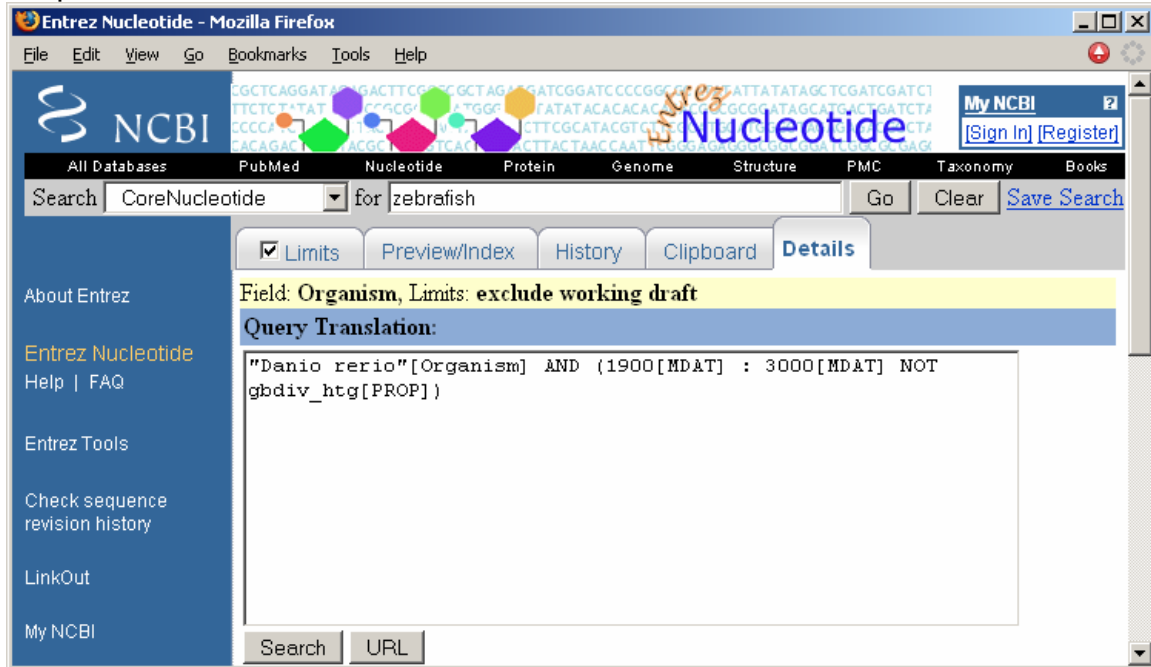 Entrez Nucleotide - Mozilla Firefox
File Edit View Go Bookmarks Tools Help
NCBI
Entrez Nucleotide
My NCBI ?
[Sign In] [Register]
All Databases PubMed Nucleotide Protein Genome Structure PMC Taxonomy Books
Search CoreNucleotide for zebrafish Go Clear Save Search
Limits Preview/Index History Clipboard Details
About Entrez
Field: Organism, Limits: exclude working draft
Query Translation:
Entrez Nucleotide
Help | FAQ
"Danio rerio"[Organism] AND (1900[MDAT] : 3000[MDAT] NOT
gbdiv_htg[PROP])
Entrez Tools
Check sequence
revision history
LinkOut
My NCBI
Search URL